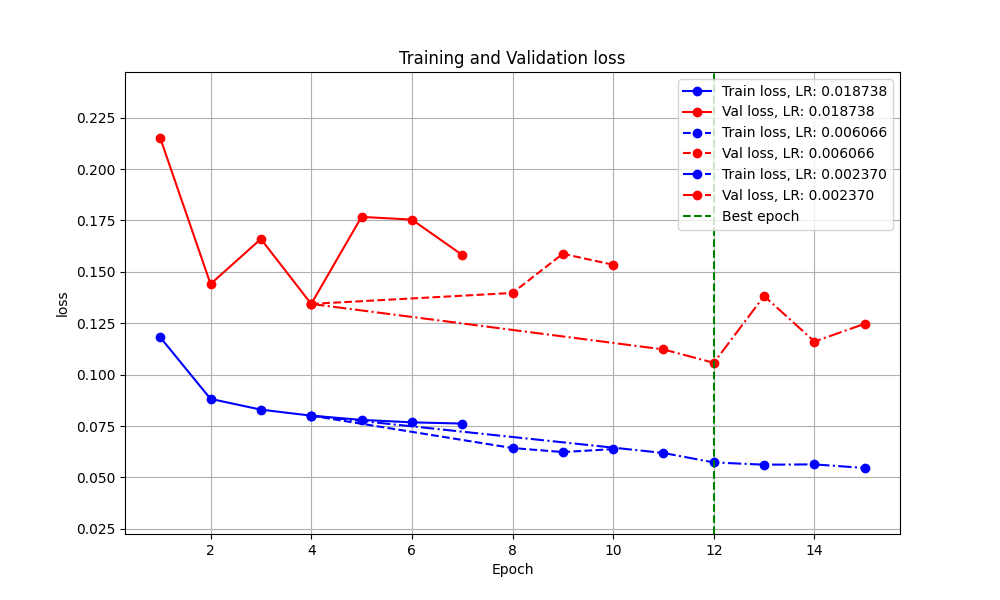 Training and Validation loss
Train loss, LR: 0.018738
Val loss, LR: 0.018738
Train loss, LR: 0.006066
Val loss, LR: 0.006066
Train loss, LR: 0.002370
Val loss, LR: 0.002370
Best epoch
0.225
0.200
0.175
0.150
0.125
0.100
0.075
0.050
0.025
loss
2 4 6 8 10 12 14
Epoch